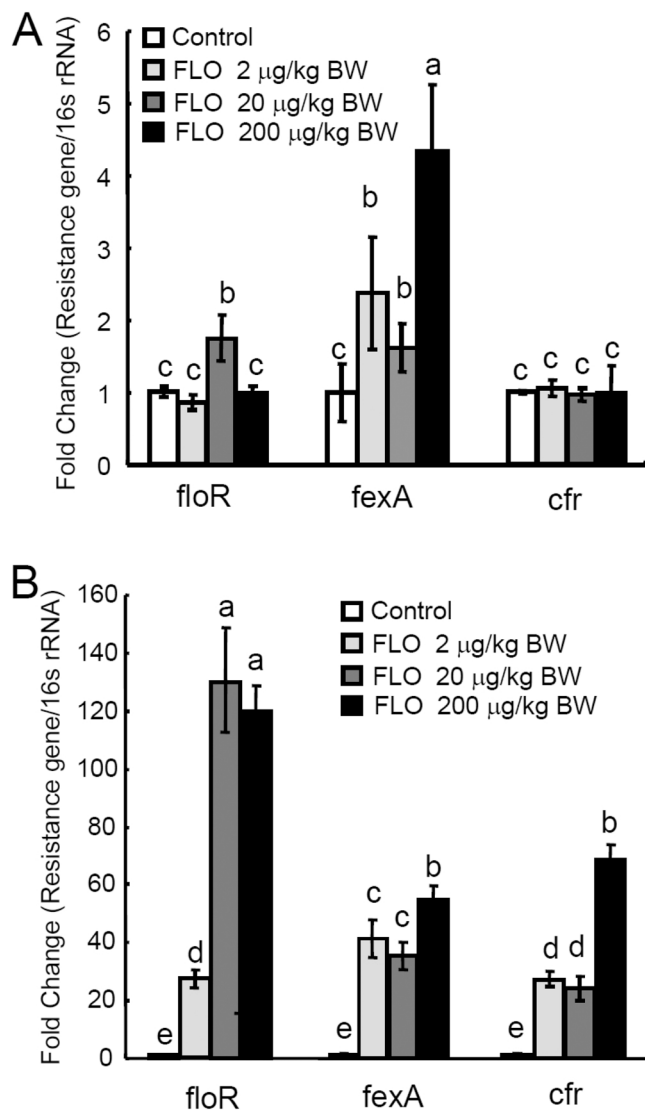 A
Fold Change (Resistance gene/16s rRNA)
6
5
4
3
2
1
0
Control
FLO 2 µg/kg BW
FLO 20 µg/kg BW
FLO 200 µg/kg BW
c c b c
c b b a
c c c c
floR fexA cfr
B
Fold Change (Resistance gene/16s rRNA)
160
140
120
100
80
60
40
20
0
Control
FLO 2 µg/kg BW
FLO 20 µg/kg BW
FLO 200 µg/kg BW
e d a a
e c c b
e d d b
floR fexA cfr